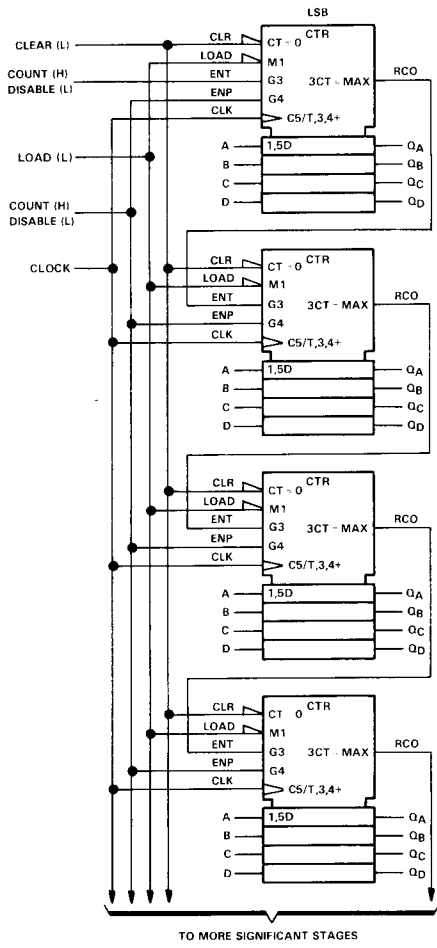 LSB
CLEAR (L)
CLR
CT = 0 CTR
LOAD
M1
COUNT (H)
DISABLE (L)
ENT
G3 3CT = MAX RCO
ENP
G4
CLK
C5/T,3,4+
LOAD (L)
A 1,5D QA
B QB
C QC
D QD
COUNT (H)
DISABLE (L)
CLOCK
CLR
CT = 0 CTR
LOAD
M1
ENT
G3 3CT = MAX RCO
ENP
G4
CLK
C5/T,3,4+
A 1,5D QA
B QB
C QC
D QD
CLR
CT = 0 CTR
LOAD
M1
ENT
G3 3CT = MAX RCO
ENP
G4
CLK
C5/T,3,4+
A 1,5D QA
B QB
C QC
D QD
CLR
CT 0 CTR
LOAD
M1
ENT
G3 3CT = MAX RCO
ENP
G4
CLK
C5/T,3,4+
A 1,5D QA
B QB
C QC
D QD
TO MORE SIGNIFICANT STAGES